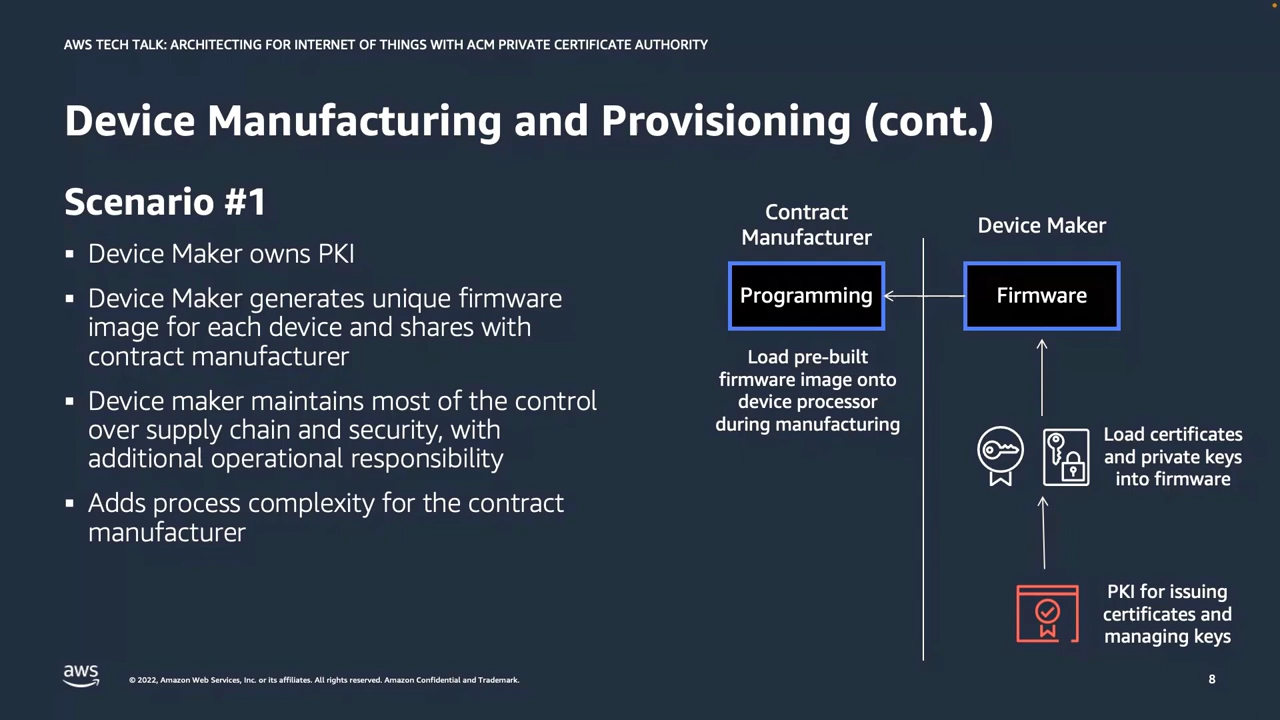 AWS TECH TALK: ARCHITECTING FOR INTERNET OF THINGS WITH ACM PRIVATE CERTIFICATE AUTHORITY
Device Manufacturing and Provisioning (cont.)
Scenario #1
▪ Device Maker owns PKI
▪ Device Maker generates unique firmware
image for each device and shares with
contract manufacturer
▪ Device maker maintains most of the control
over supply chain and security, with
additional operational responsibility
▪ Adds process complexity for the contract
manufacturer
Contract
Manufacturer
Programming
Load pre-built
firmware image onto
device processor
during manufacturing
Device Maker
Firmware
Load certificates
and private keys
into firmware
PKI for issuing
certificates and
managing keys
aws
© 2022, Amazon Web Services, Inc. or its affiliates. All rights reserved. Amazon Confidential and Trademark.
8